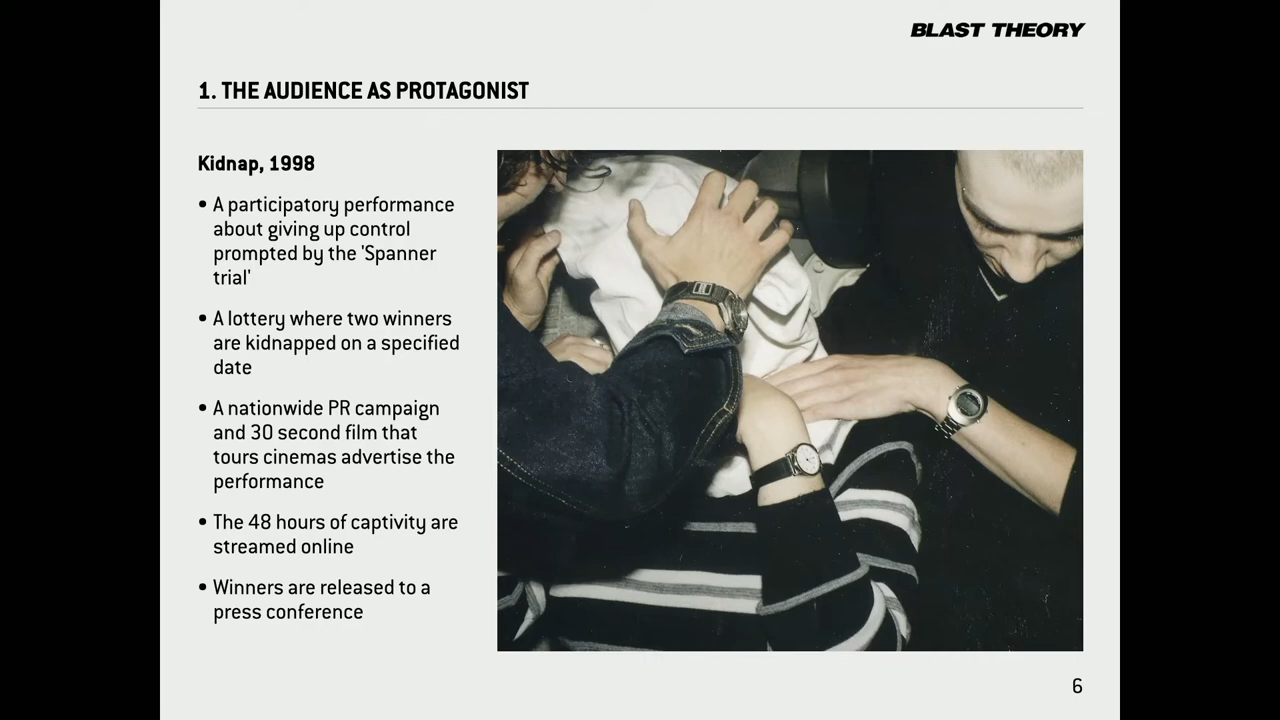 BLAST THEORY
1. THE AUDIENCE AS PROTAGONIST
Kidnap, 1998
• A participatory performance
about giving up control
prompted by the 'Spanner
trial'
• A lottery where two winners
are kidnapped on a specified
date
• A nationwide PR campaign
and 30 second film that
tours cinemas advertise the
performance
• The 48 hours of captivity are
streamed online
• Winners are released to a
press conference
6